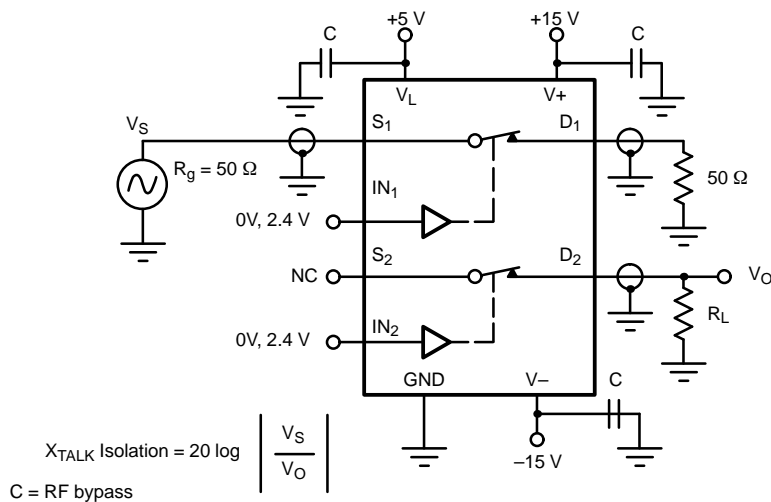 +5 V
+15 V
C
C
V_L
V+
V_S
S_1
D_1
R_g = 50 Ω
50 Ω
IN_1
0V, 2.4 V
S_2
D_2
NC
V_O
R_L
IN_2
0V, 2.4 V
GND
V–
C
–15 V
X_TALK Isolation = 20 log | V_S / V_O |
C = RF bypass